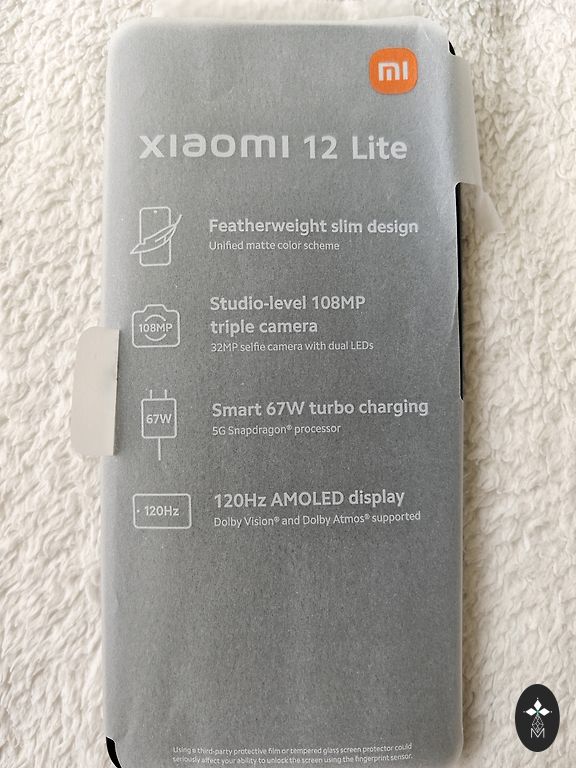 mi
xiaomi 12 Lite
Featherweight slim design
Unified matte color scheme
Studio-level 108MP
triple camera
108MP
32MP selfie camera with dual LEDs
Smart 67W turbo charging
67W
5G Snapdragon® processor
120Hz AMOLED display
120Hz
Dolby Vision® and Dolby Atmos® supported
Using a third-party protective film or tempered glass screen protector could
seriously affect your ability to unlock the screen using the fingerprint sensor.
M